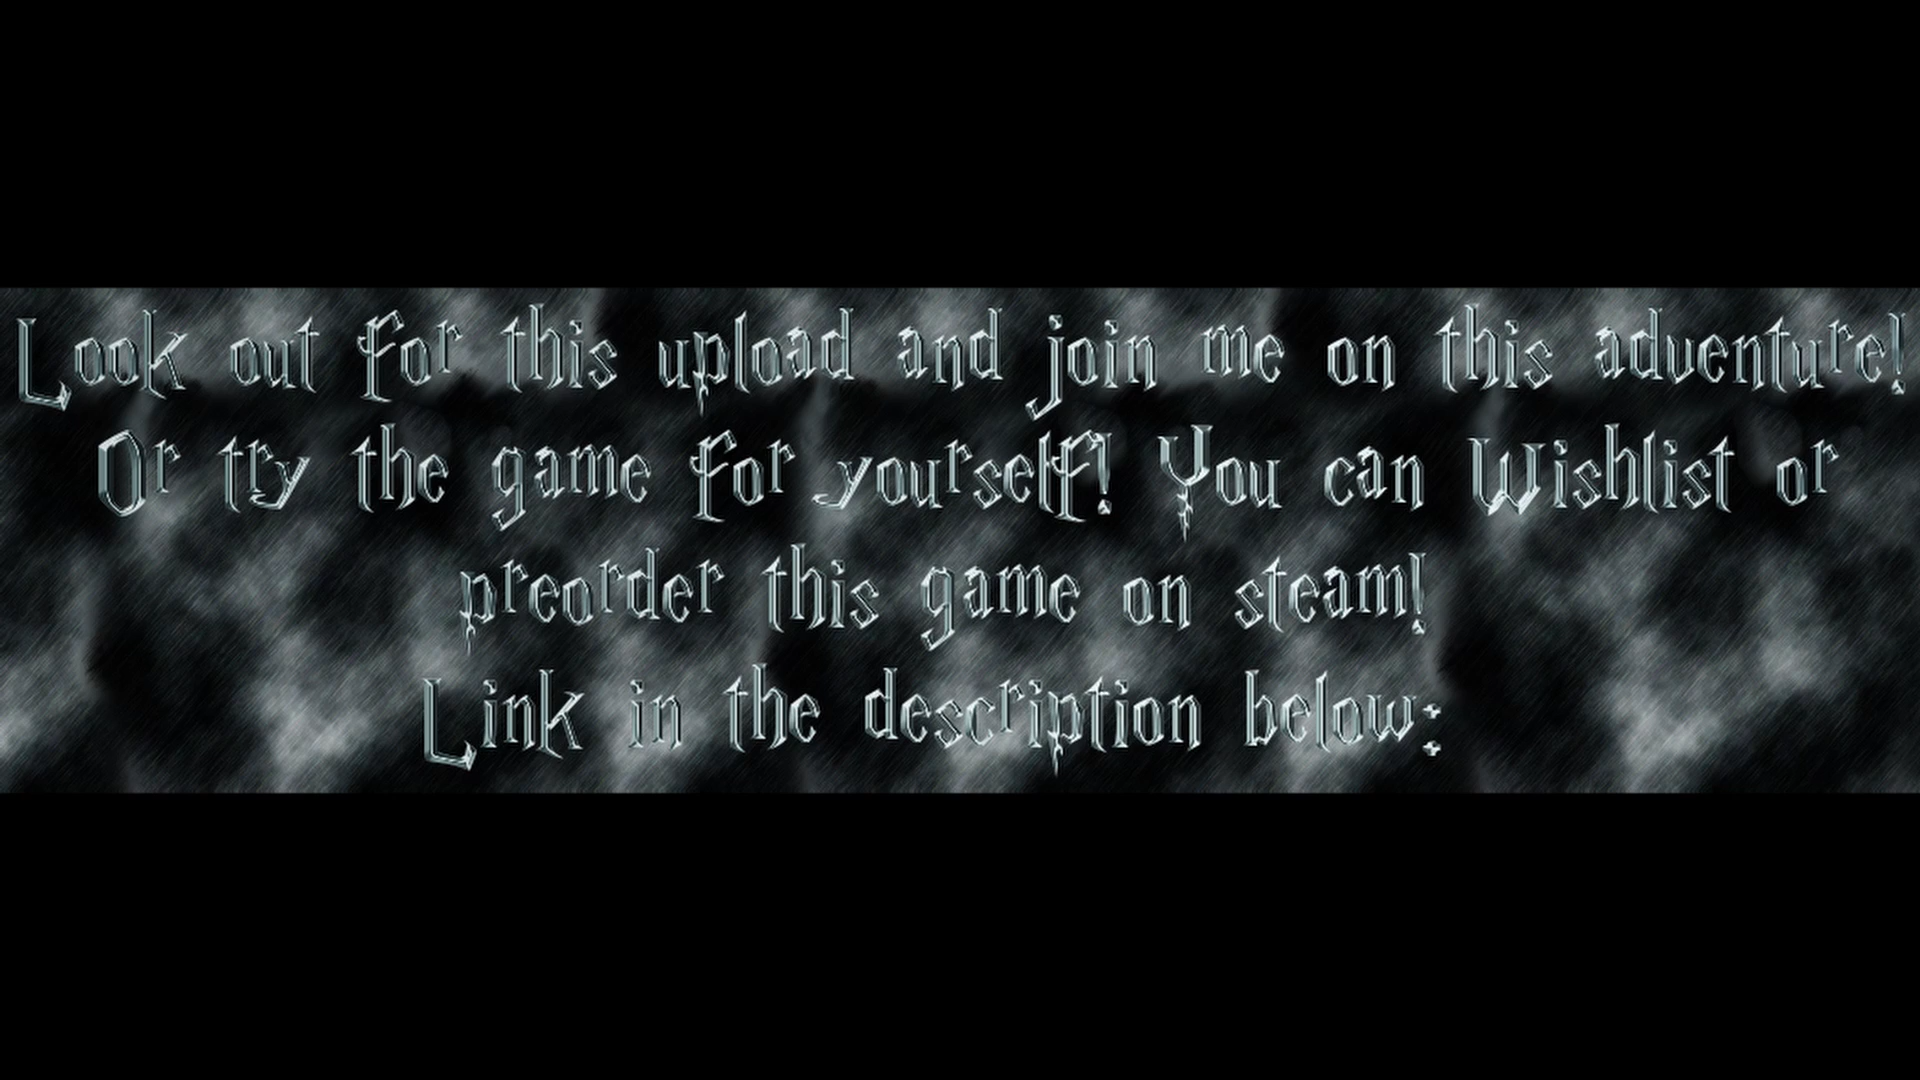 Look out for this upload and join me on this adventure!
Or try the game for yourself! You can Wishlist or
preorder this game on steam!
Link in the description below: